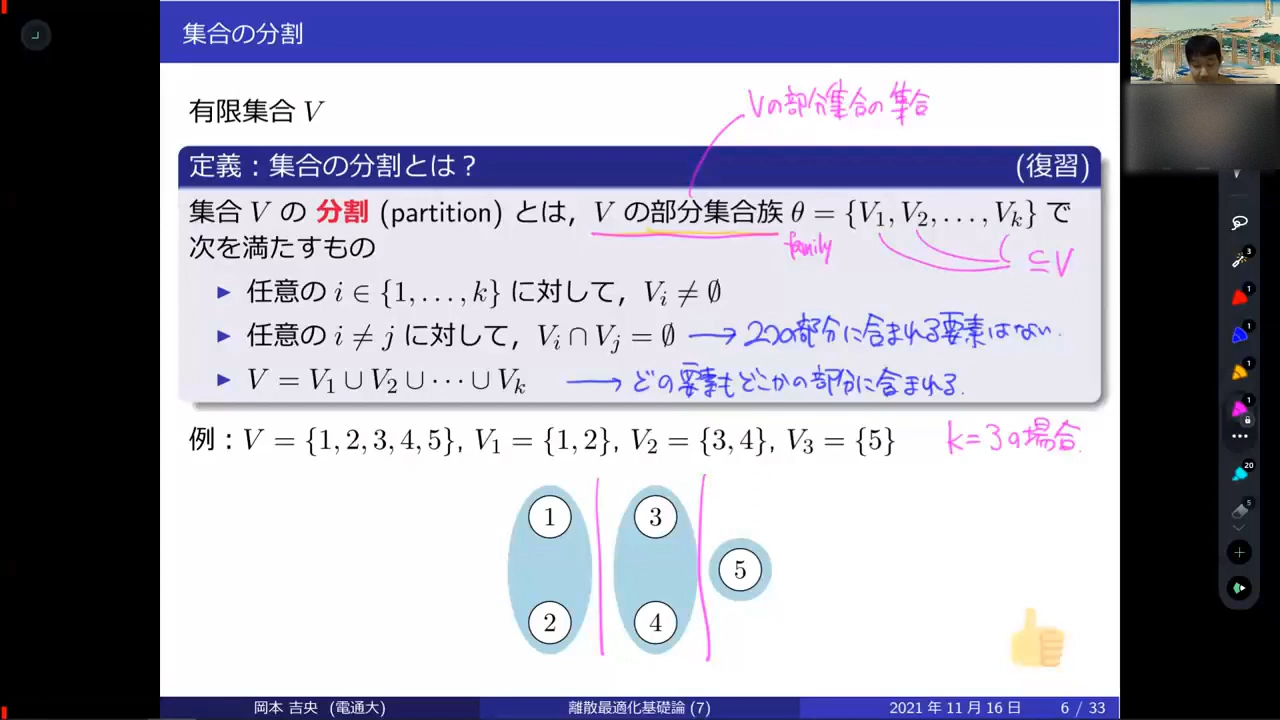 集合の分割
有限集合 V
Vの部分集合の集合
定義:集合の分割とは? (復習)
集合 V の 分割 (partition) とは, V の部分集合族 θ = {V₁, V₂, …, Vₖ} で
family
⊆V
次を満たすもの
▶ 任意の i ∈ {1, …, k} に対して, Vᵢ ≠ ∅
▶ 任意の i ≠ j に対して, Vᵢ ∩ Vⱼ = ∅ → 2つの部分に含まれる要素はない.
▶ V = V₁ ∪ V₂ ∪ ⋯ ∪ Vₖ → どの要素もどこかの部分に含まれる.
例:V = {1, 2, 3, 4, 5}, V₁ = {1, 2}, V₂ = {3, 4}, V₃ = {5} k=3の場合.
1 3
5
2 4
岡本 吉央 (電通大) 離散最適化基礎論 (7) 2021 年 11 月 16 日 6 / 33
3
1
1
1
1
20
5